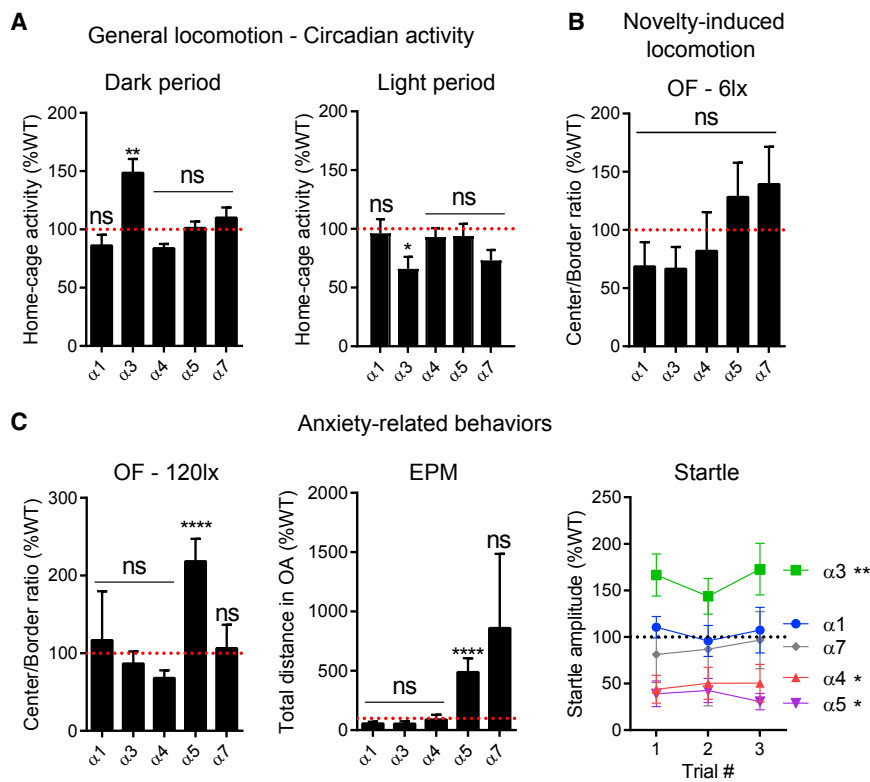 A
General locomotion - Circadian activity
Dark period
Home-cage activity (%WT)
200
150
100
50
0
ns
**
ns
α1
α3
α4
α5
α7
Light period
Home-cage activity (%WT)
200
150
100
50
0
ns
*
ns
α1
α3
α4
α5
α7
B
Novelty-induced
locomotion
OF - 6lx
Center/Border ratio (%WT)
200
150
100
50
0
ns
α1
α3
α4
α5
α7
C
Anxiety-related behaviors
OF - 120lx
Center/Border ratio (%WT)
300
200
100
0
ns
****
ns
α1
α3
α4
α5
α7
EPM
Total distance in OA (%WT)
2000
1500
1000
500
0
ns
****
ns
α1
α3
α4
α5
α7
Startle
Startle amplitude (%WT)
250
200
150
100
50
0
1 2 3
Trial #
α3 **
α1
α7
α4 *
α5 *